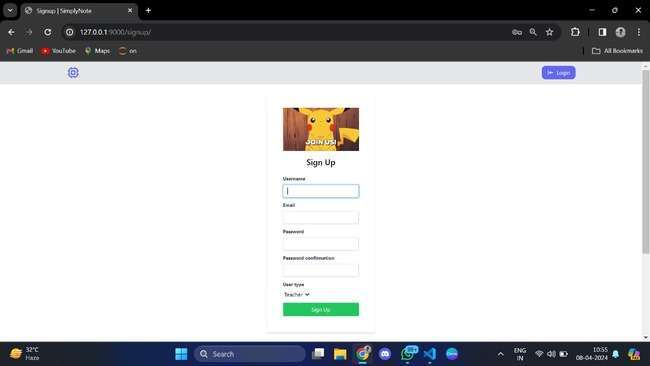 Signup | SimplyNote
127.0.0.1:9000/signup/
Gmail YouTube Maps on All Bookmarks
Login
JOIN US!
Sign Up
Username
Email
Password
Password confirmation
User type
Teacher
Sign Up
32°C
Haze
Search
99+
ENG
IN
10:55
08-04-2024